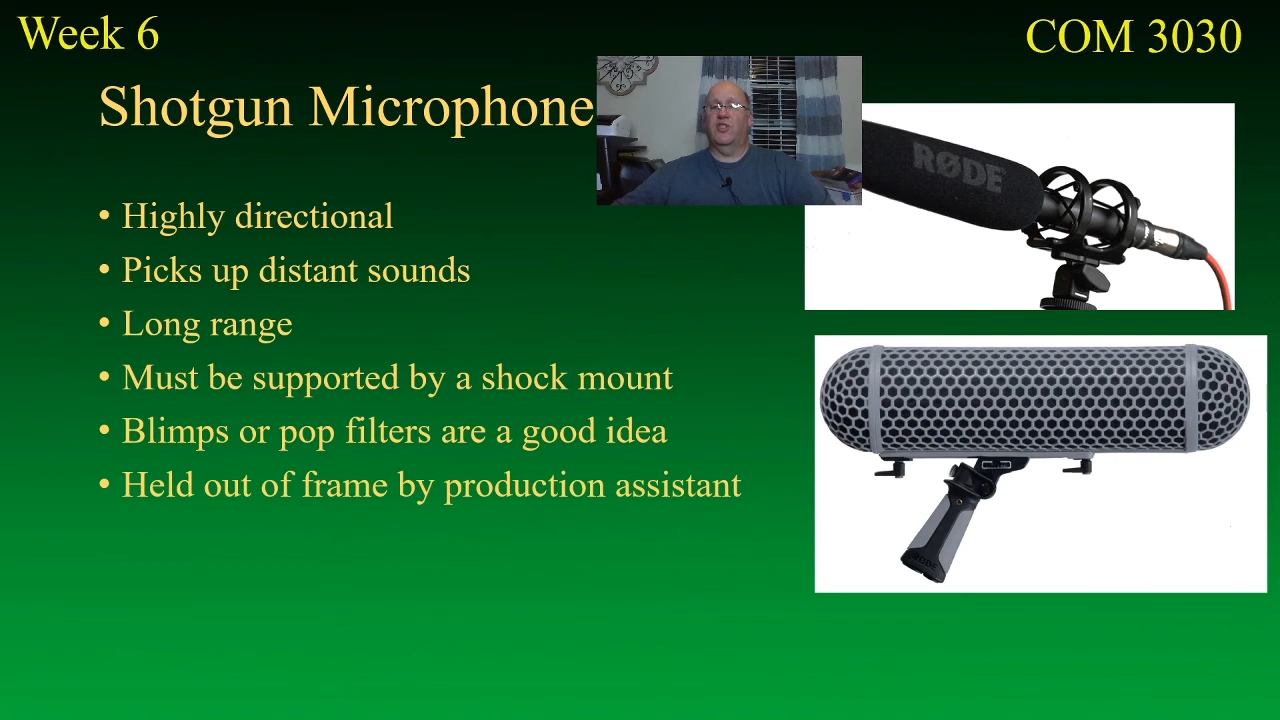 Week 6
COM 3030
Shotgun Microphone
• Highly directional
• Picks up distant sounds
• Long range
• Must be supported by a shock mount
• Blimps or pop filters are a good idea
• Held out of frame by production assistant
RØDE
RØDE